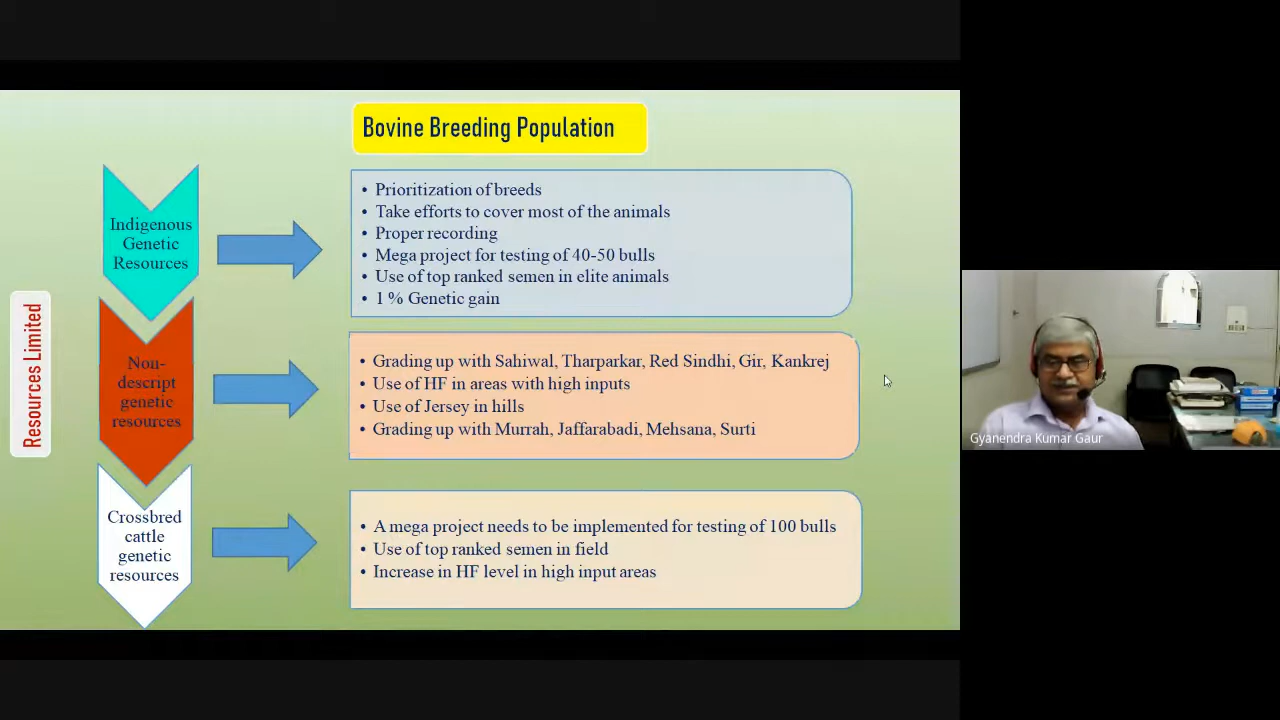 Bovine Breeding Population
Resources Limited
Indigenous
Genetic
Resources
• Prioritization of breeds
• Take efforts to cover most of the animals
• Proper recording
• Mega project for testing of 40-50 bulls
• Use of top ranked semen in elite animals
• 1 % Genetic gain
Non-
descript
genetic
resources
• Grading up with Sahiwal, Tharparkar, Red Sindhi, Gir, Kankrej
• Use of HF in areas with high inputs
• Use of Jersey in hills
• Grading up with Murrah, Jaffarabadi, Mehsana, Surti
Crossbred
cattle
genetic
resources
• A mega project needs to be implemented for testing of 100 bulls
• Use of top ranked semen in field
• Increase in HF level in high input areas
Gyanendra Kumar Gaur